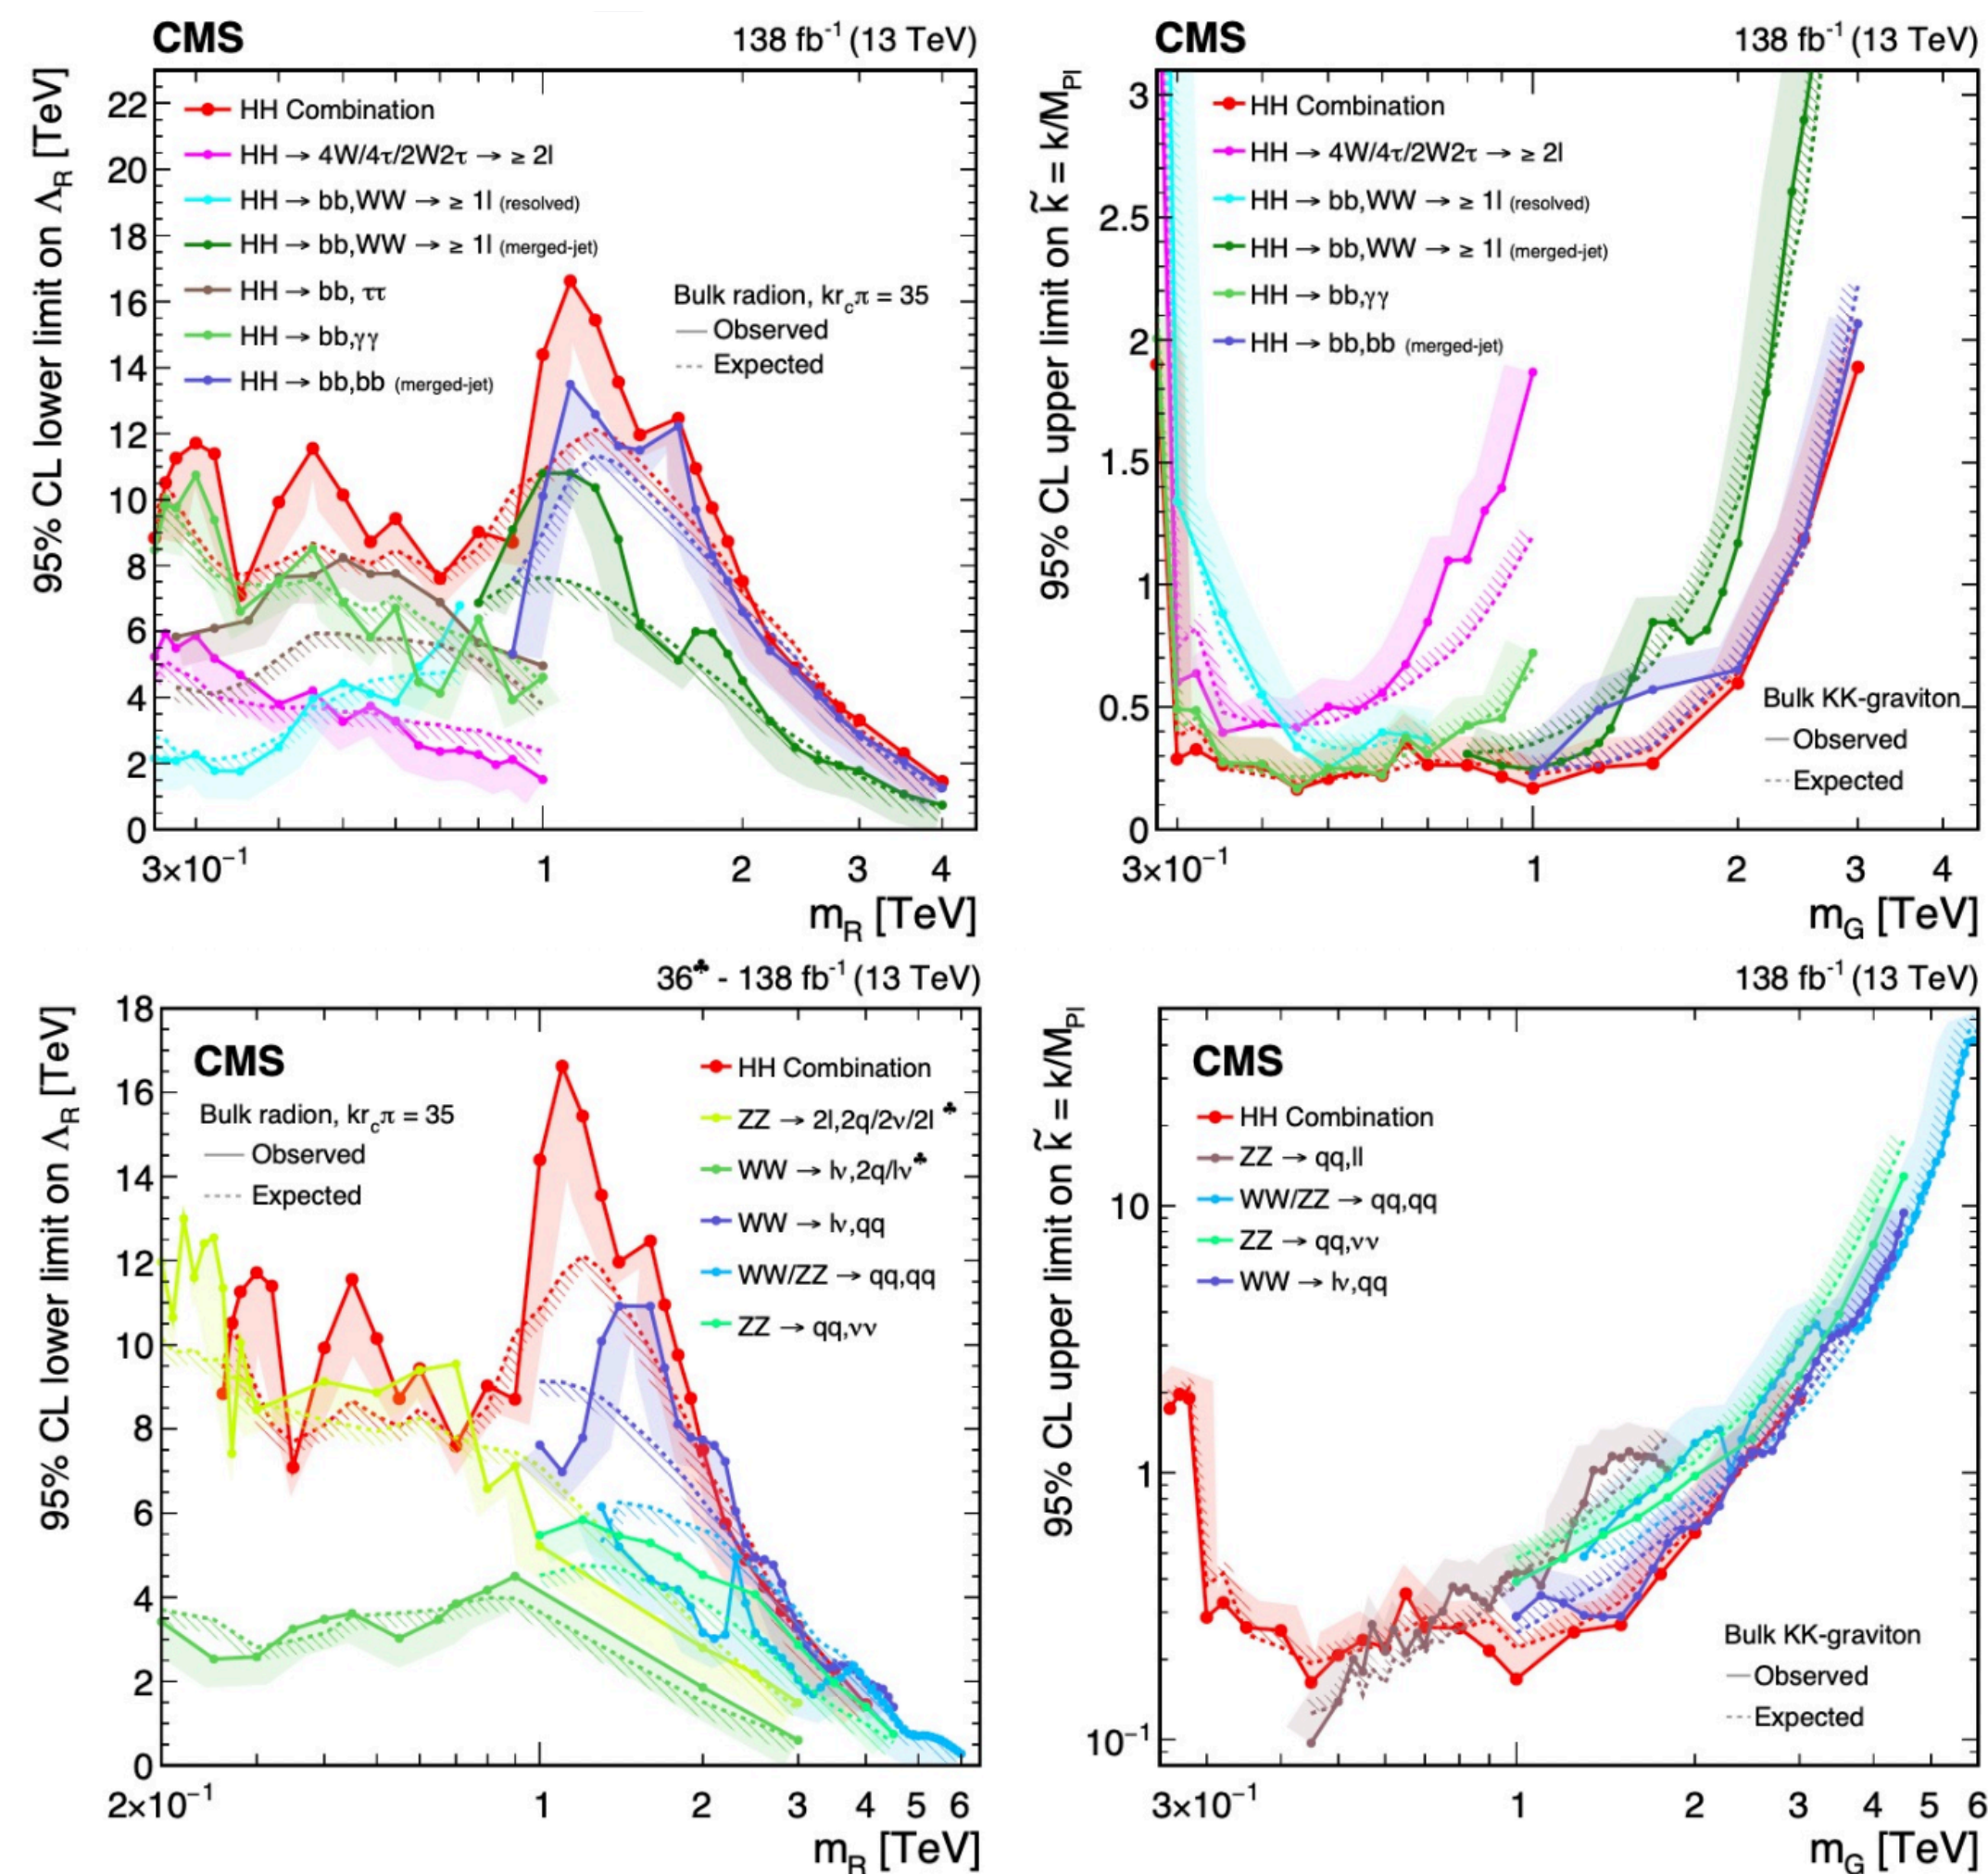 CMS 138 fb⁻¹ (13 TeV)
95% CL lower limit on Λ_R [TeV]
22
20
18
16
14
12
10
8
6
4
2
0
HH Combination
HH → 4W/4τ/2W2τ → ≥ 2l
HH → bb,WW → ≥ 1l (resolved)
HH → bb,WW → ≥ 1l (merged-jet)
HH → bb, ττ
HH → bb,γγ
HH → bb,bb (merged-jet)
Bulk radion, kr_cπ = 35
Observed
Expected
3×10⁻¹ 1 2 3 4
m_R [TeV]
CMS 138 fb⁻¹ (13 TeV)
95% CL upper limit on k̃ = k/M_Pl
3
2.5
2
1.5
1
0.5
0
HH Combination
HH → 4W/4τ/2W2τ → ≥ 2l
HH → bb,WW → ≥ 1l (resolved)
HH → bb,WW → ≥ 1l (merged-jet)
HH → bb,γγ
HH → bb,bb (merged-jet)
Bulk KK-graviton
Observed
Expected
3×10⁻¹ 1 2 3 4
m_G [TeV]
36♣ - 138 fb⁻¹ (13 TeV)
95% CL lower limit on Λ_R [TeV]
18
16
14
12
10
8
6
4
2
0
CMS
Bulk radion, kr_cπ = 35
Observed
Expected
HH Combination
ZZ → 2l,2q/2ν/2l ♣
WW → lν,2q/lν♣
WW → lν,qq
WW/ZZ → qq,qq
ZZ → qq,νν
2×10⁻¹ 1 2 3 4 5 6
m_R [TeV]
138 fb⁻¹ (13 TeV)
95% CL upper limit on k̃ = k/M_Pl
10
1
10⁻¹
CMS
HH Combination
ZZ → qq,ll
WW/ZZ → qq,qq
ZZ → qq,νν
WW → lν,qq
Bulk KK-graviton
Observed
Expected
3×10⁻¹ 1 2 3 4 5 6
m_G [TeV]